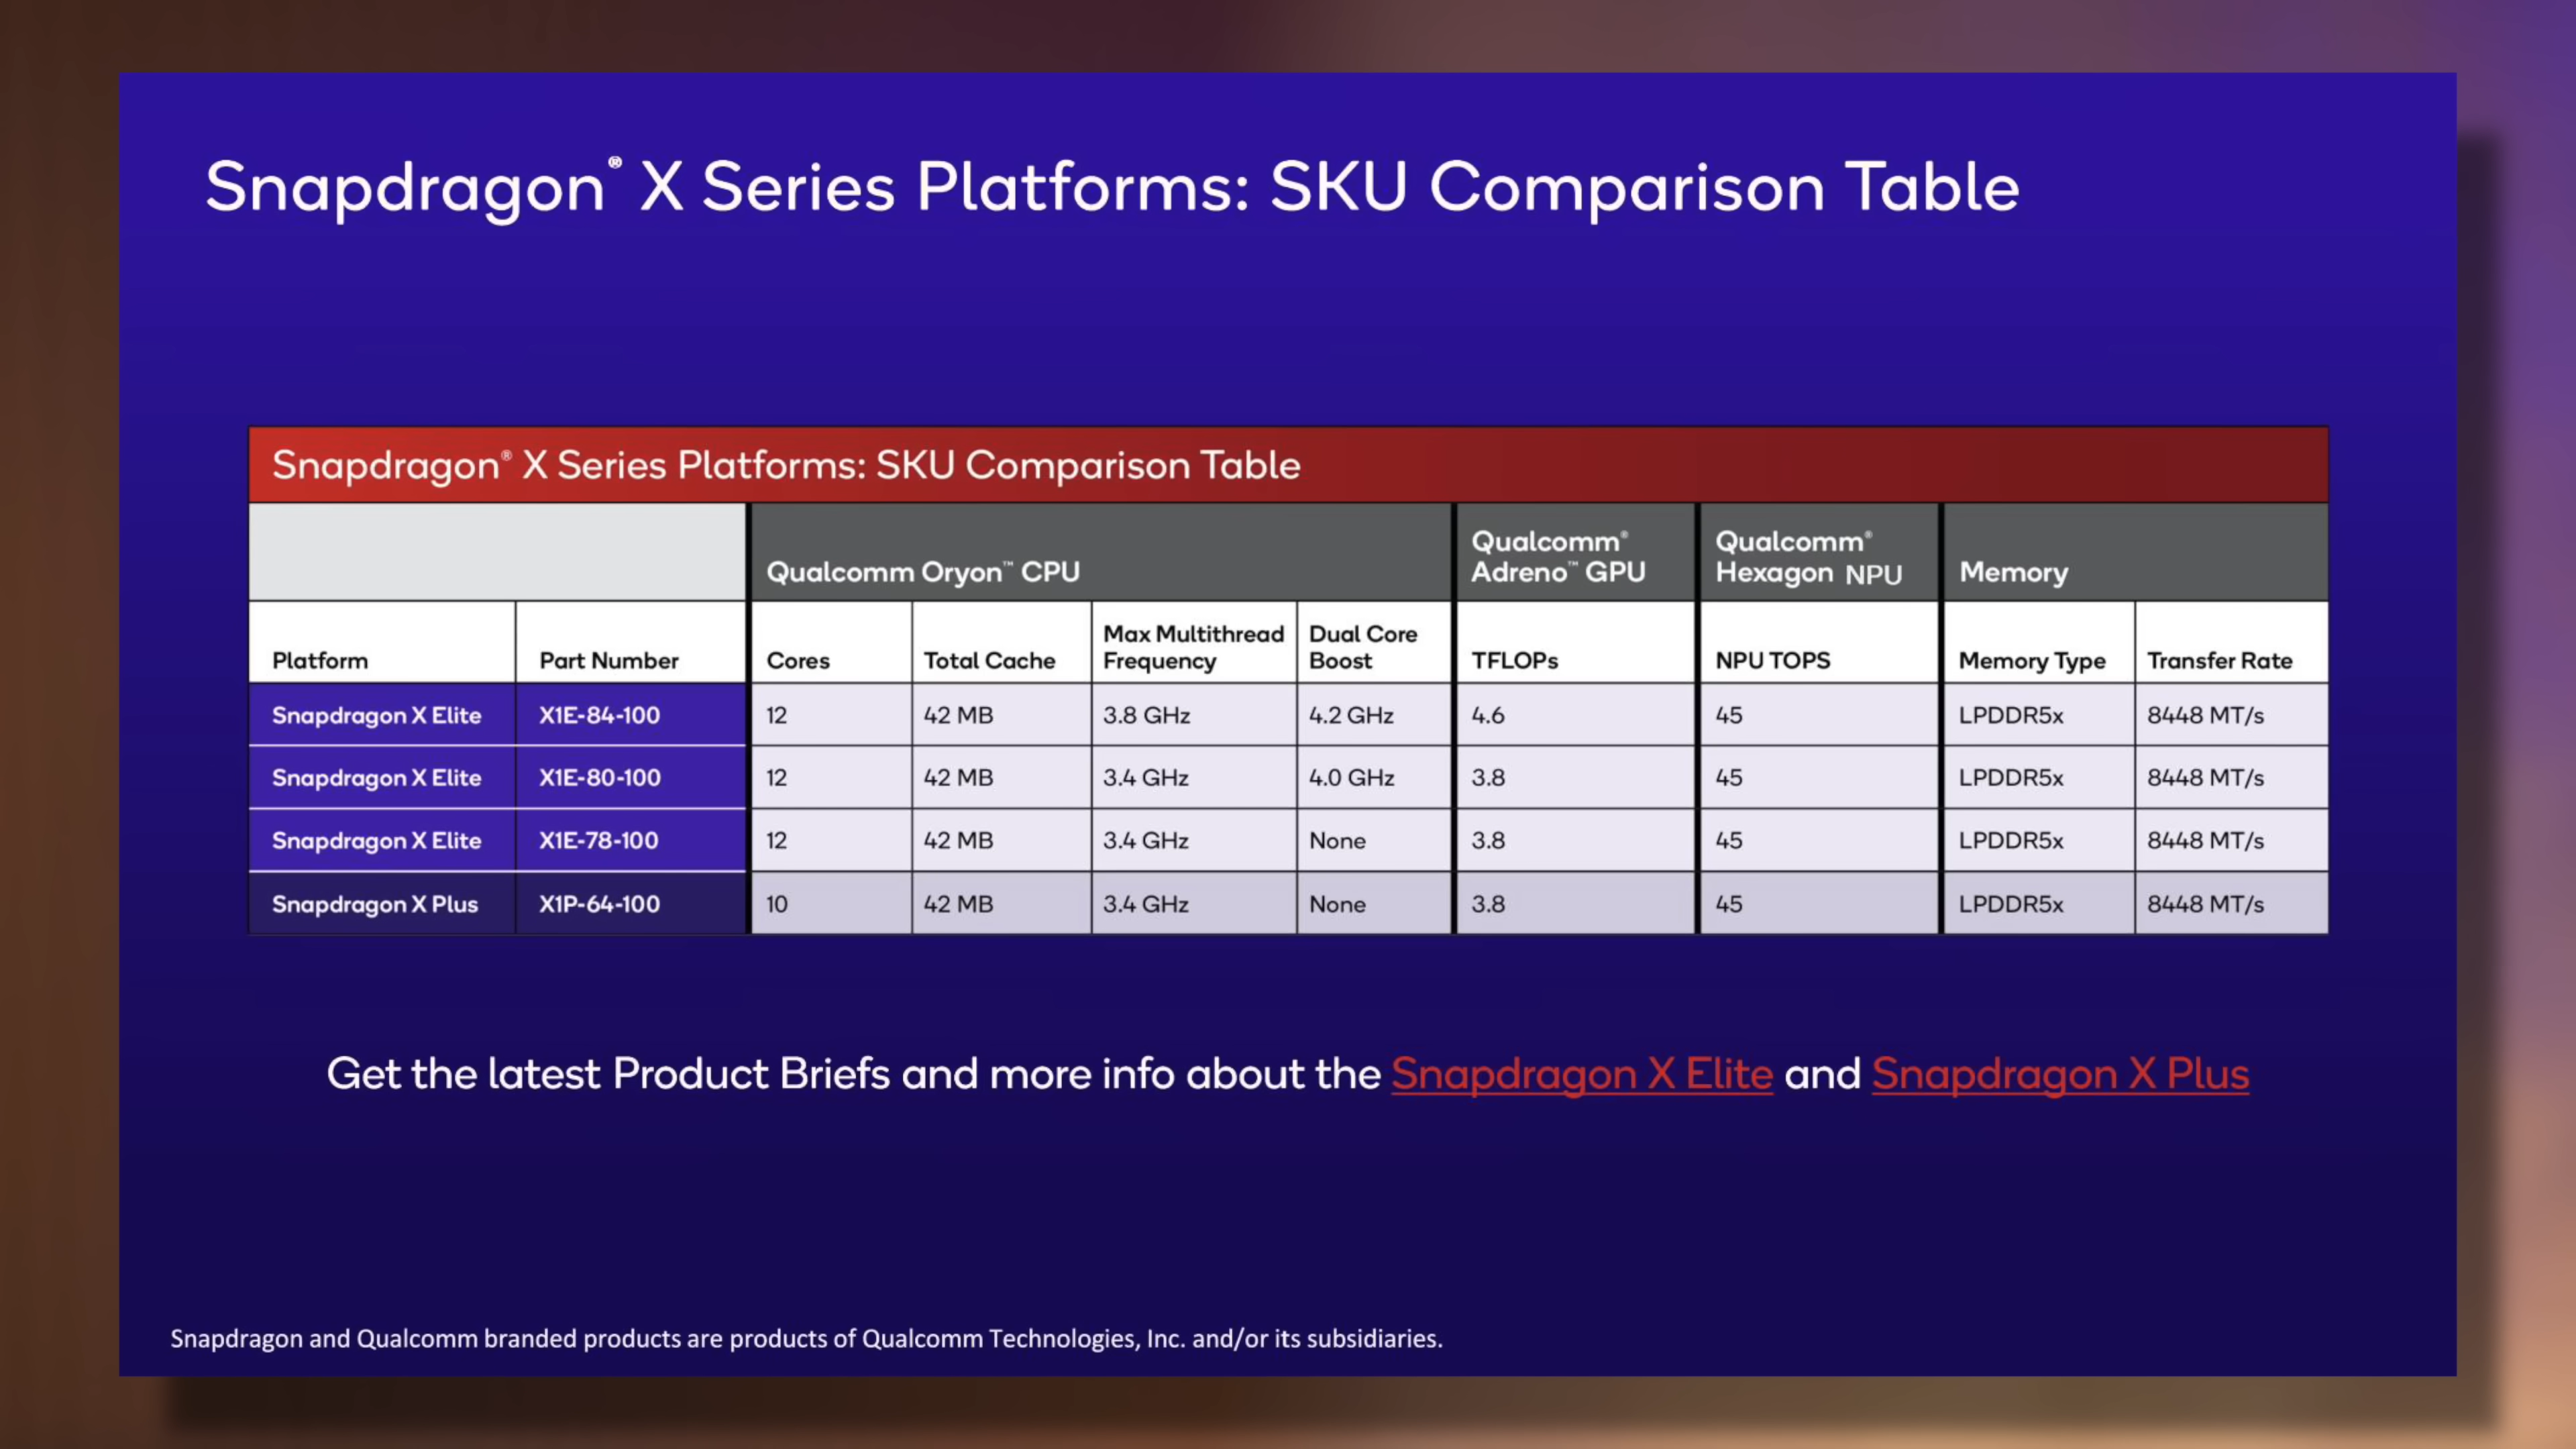 Snapdragon® X Series Platforms: SKU Comparison Table
Snapdragon® X Series Platforms: SKU Comparison Table
Qualcomm Oryon™ CPU
Qualcomm®
Adreno™ GPU
Qualcomm®
Hexagon NPU
Memory
Platform
Part Number
Cores
Total Cache
Max Multithread
Frequency
Dual Core
Boost
TFLOPs
NPU TOPS
Memory Type
Transfer Rate
Snapdragon X Elite X1E-84-100 12 42 MB 3.8 GHz 4.2 GHz 4.6 45 LPDDR5x 8448 MT/s
Snapdragon X Elite X1E-80-100 12 42 MB 3.4 GHz 4.0 GHz 3.8 45 LPDDR5x 8448 MT/s
Snapdragon X Elite X1E-78-100 12 42 MB 3.4 GHz None 3.8 45 LPDDR5x 8448 MT/s
Snapdragon X Plus X1P-64-100 10 42 MB 3.4 GHz None 3.8 45 LPDDR5x 8448 MT/s
Get the latest Product Briefs and more info about the Snapdragon X Elite and Snapdragon X Plus
Snapdragon and Qualcomm branded products are products of Qualcomm Technologies, Inc. and/or its subsidiaries.